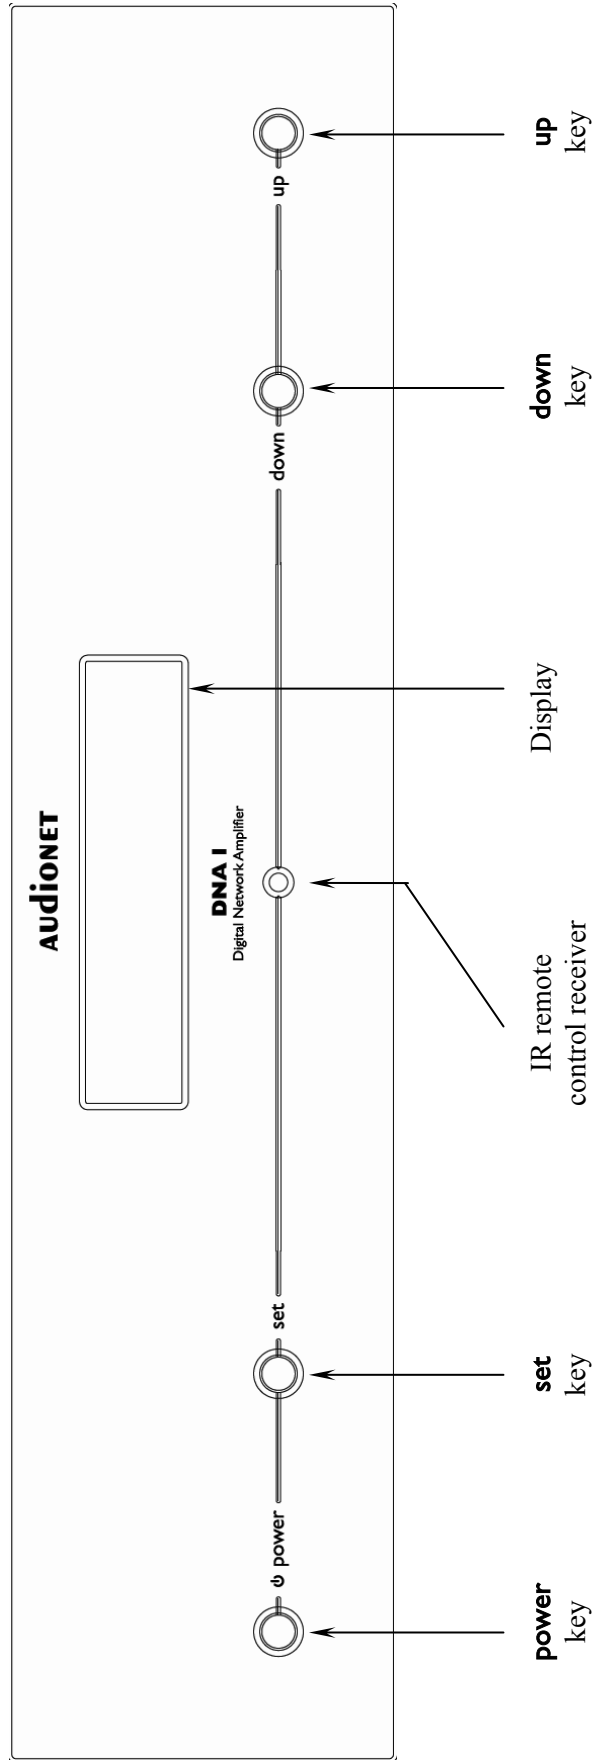 AUdioNET
DNA I
Digital Network Amplifier
power
set
down
up
power
key
set
key
IR remote
control receiver
Display
down
key
up
key